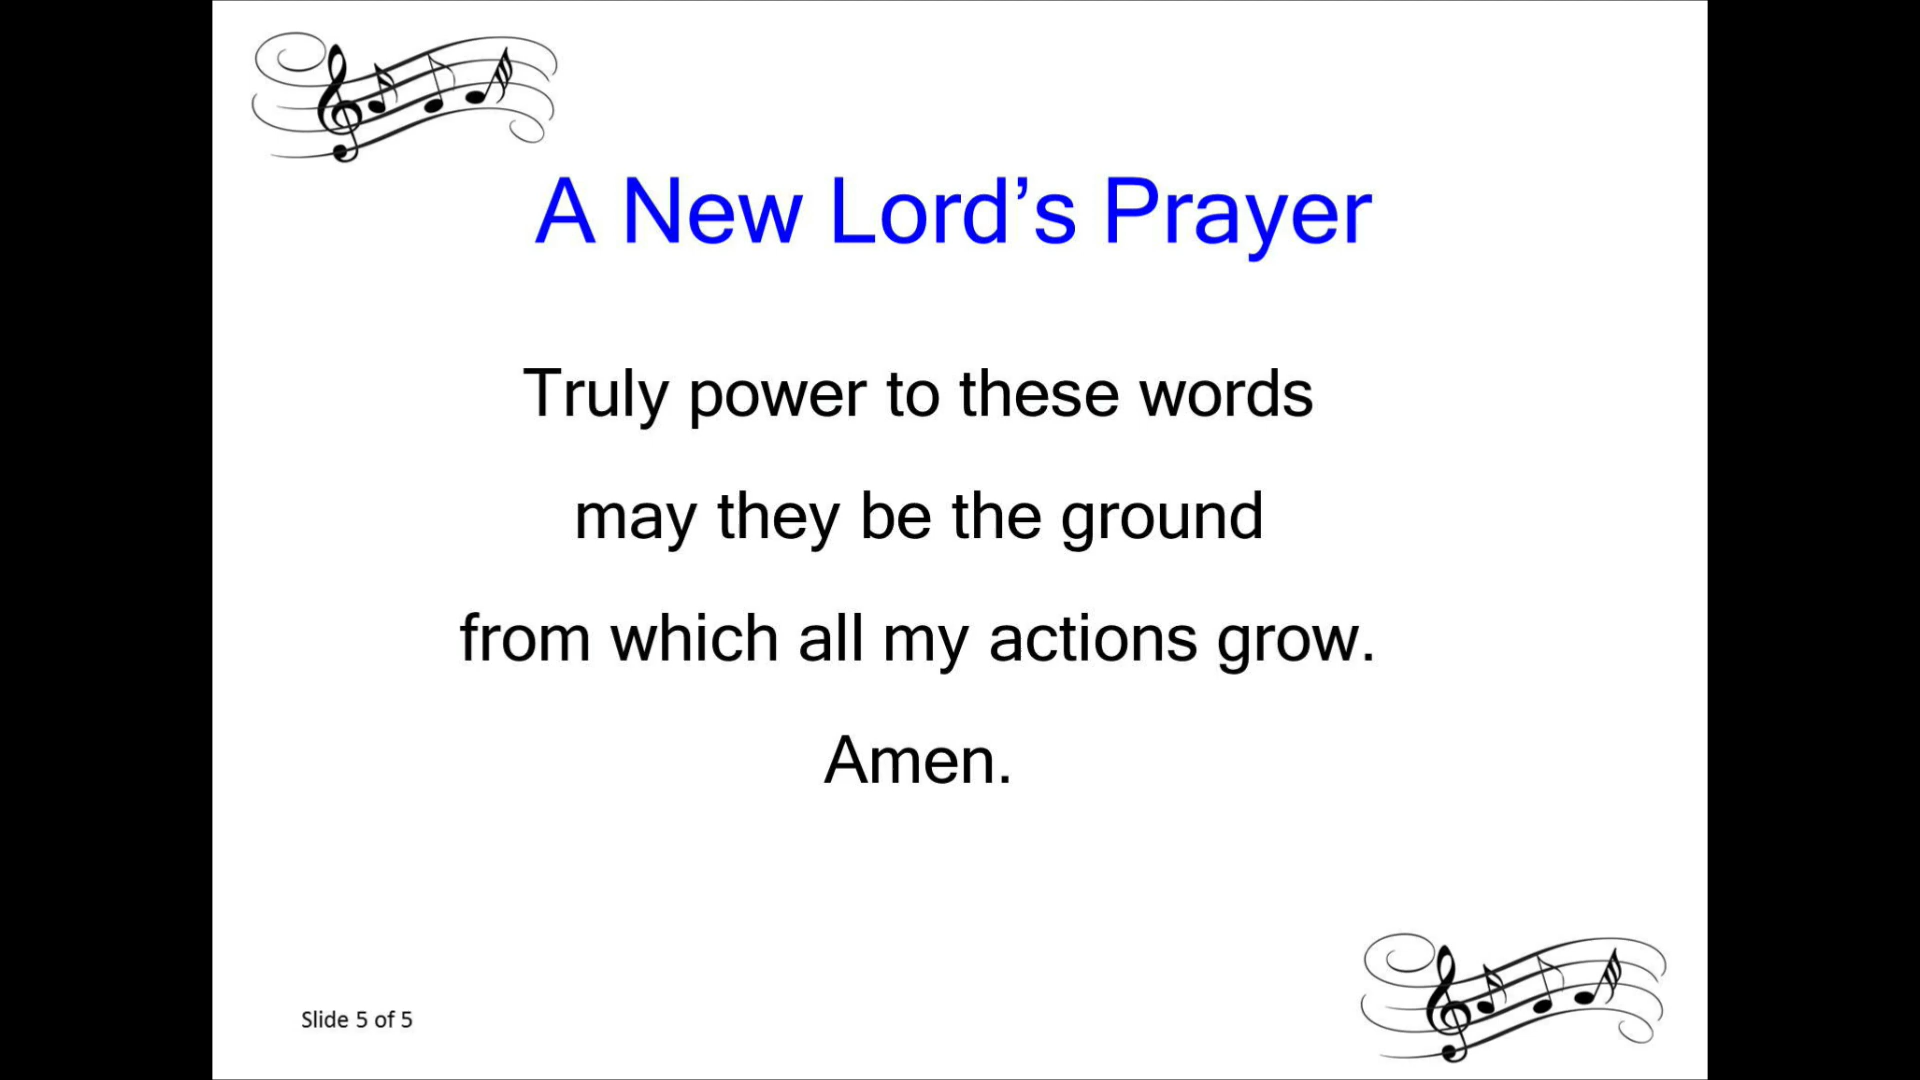 A New Lord’s Prayer
Truly power to these words
may they be the ground
from which all my actions grow.
Amen.
Slide 5 of 5